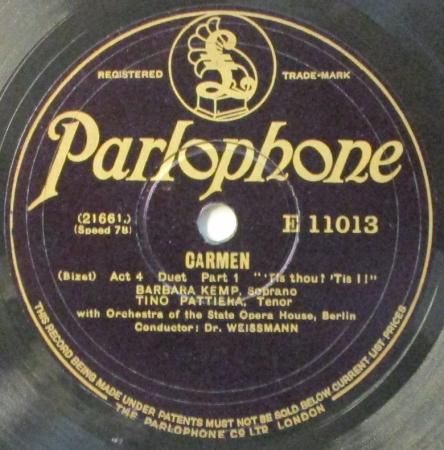 REGISTERED TRADE-MARK
Parlophone
(21661.)
(Speed 78)
E 11013
CARMEN
(Bizet) Act 4 Duet Part 1 "'Tis thou! 'Tis I!"
BARBARA KEMP, Soprano
TINO PATTIERA, Tenor
with Orchestra of the State Opera House, Berlin
Conductor: Dr. WEISSMANN
THIS RECORD BEING MADE UNDER PATENTS MUST NOT BE SOLD BELOW CURRENT LIST PRICES
THE PARLOPHONE CO LTD LONDON